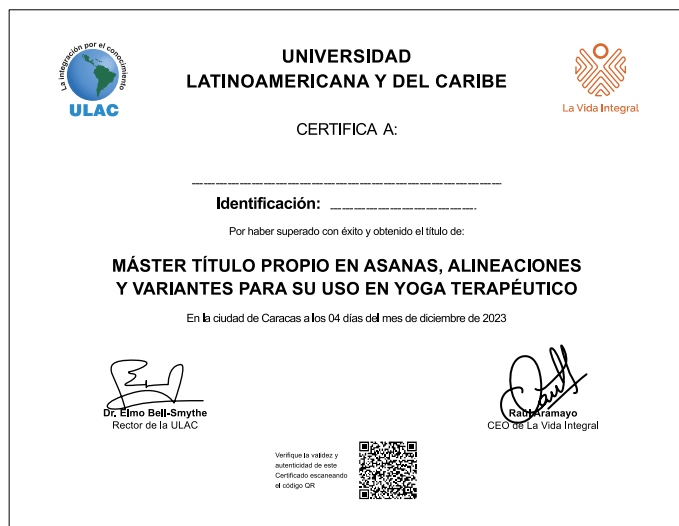 La integración por el conocimiento
ULAC
UNIVERSIDAD
LATINOAMERICANA Y DEL CARIBE
La Vida Integral
CERTIFICA A:
Identificación:
Por haber superado con éxito y obtenido el título de:
MÁSTER TÍTULO PROPIO EN ASANAS, ALINEACIONES
Y VARIANTES PARA SU USO EN YOGA TERAPÉUTICO
En la ciudad de Caracas a los 04 días del mes de diciembre de 2023
Dr. Elmo Bell-Smythe
Rector de la ULAC
Raúl Aramayo
CEO de La Vida Integral
Verifique la validez y
autenticidad de este
Certificado escaneando
el código QR